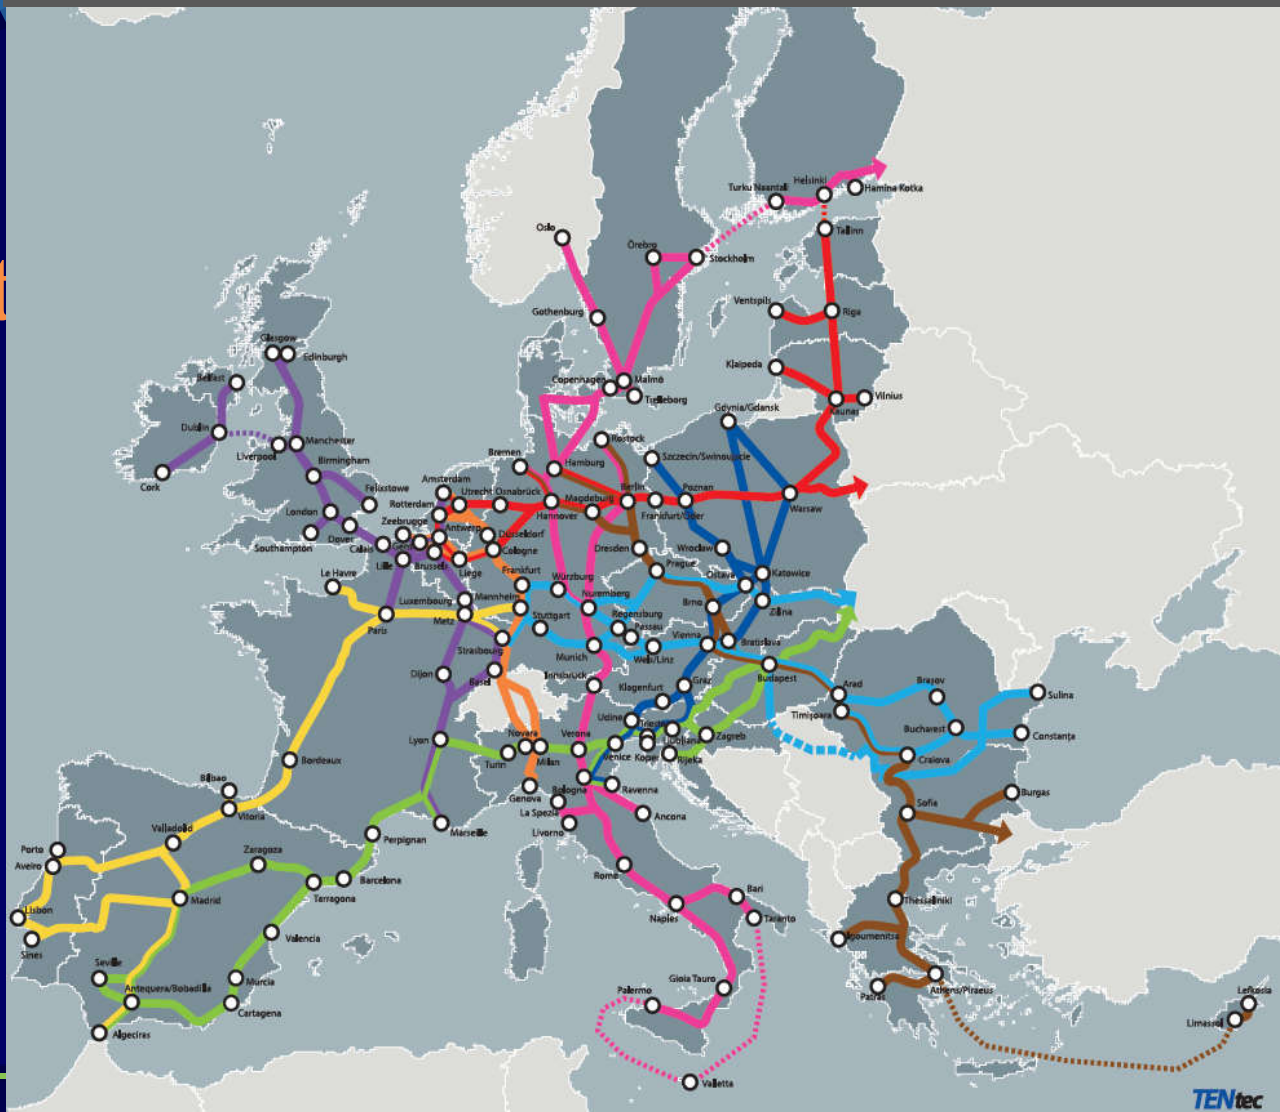 Helsinki
Turku Naantali
Hamina Kotka
Oslo
Tallinn
Örebro
Stockholm
Ventspils
Riga
Gothenburg
Glasgow
Edinburgh
Klaipeda
Belfast
Copenhagen
Malmö
Trelleborg
Vilnius
Kaunas
Gdynia/Gdansk
Dublin
Liverpool
Manchester
Rostock
Bremen
Hamburg
Szczecin/Swinoujscie
Birmingham
Cork
Felixstowe
Amsterdam
Utrecht
Osnabrück
Magdeburg
Berlin
Poznan
Rotterdam
Hannover
Frankfurt/Oder
Warsaw
London
Zeebrugge
Antwerp
Düsseldorf
Dover
Southampton
Calais
Gent
Cologne
Dresden
Wroclaw
Lille
Brussels
Liège
Frankfurt
Prague
Ostava
Katowice
Le Havre
Würzburg
Luxembourg
Mannheim
Nuremberg
Brno
Zilina
Metz
Stuttgart
Regensburg
Paris
Passau
Vienna
Bratislava
Strasbourg
Munich
Wels/Linz
Dijon
Basel
Innsbruck
Klagenfurt
Graz
Budapest
Arad
Braşov
Sulina
Timişoara
Udine
Bucharest
Constanţa
Lyon
Novara
Verona
Ljubljana
Zagreb
Turin
Milan
Venice
Koper
Rijeka
Craiova
Bordeaux
Bilbao
Genova
Bologna
Ravenna
Burgas
Vitoria
La Spezia
Ancona
Sofia
Valladolid
Marseille
Livorno
Perpignan
Porto
Aveiro
Zaragoza
Rome
Barcelona
Bari
Madrid
Tarragona
Thessaloniki
Lisbon
Naples
Taranto
Valencia
Igoumenitsa
Sines
Seville
Murcia
Gioia Tauro
Antequera/Bobadilla
Palermo
Patras
Athens/Piraeus
Lefkosia
Cartagena
Limassol
Algeciras
Valletta
TENtec